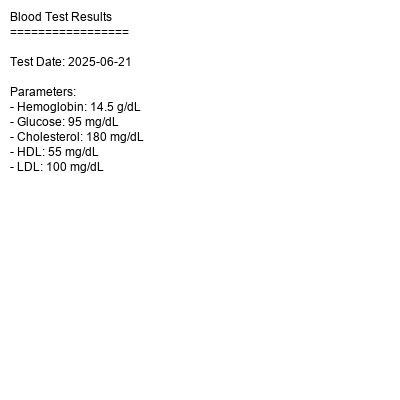 Blood Test Results
=================
Test Date: 2025-06-21
Parameters:
- Hemoglobin: 14.5 g/dL
- Glucose: 95 mg/dL
- Cholesterol: 180 mg/dL
- HDL: 55 mg/dL
- LDL: 100 mg/dL